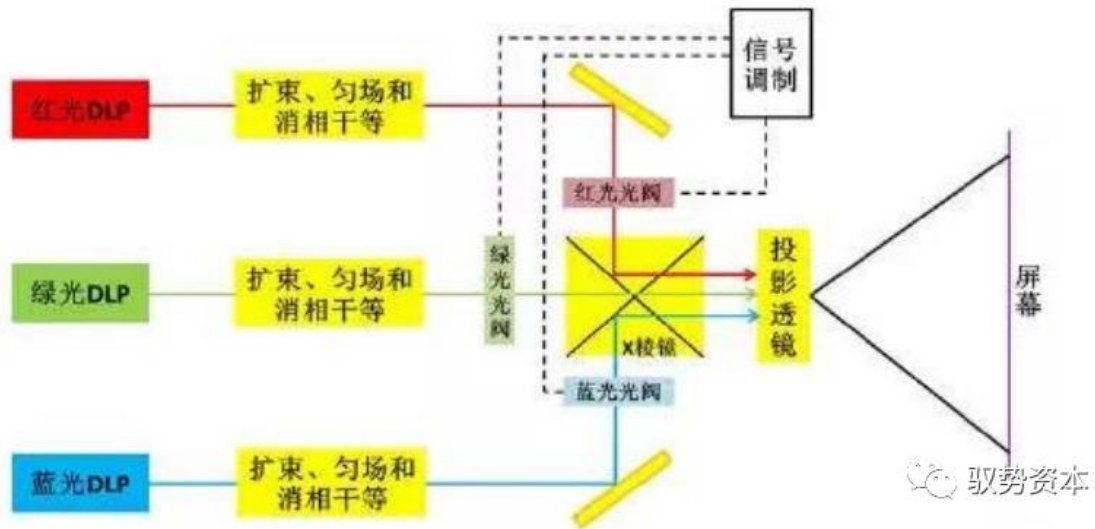 信号
调制
红光DLP
扩束、匀场和
消相干等
红光光阀
绿光DLP
扩束、匀场和
消相干等
绿光光阀
投影透镜
屏幕
X棱镜
蓝光光阀
蓝光DLP
扩束、匀场和
消相干等
驭势资本